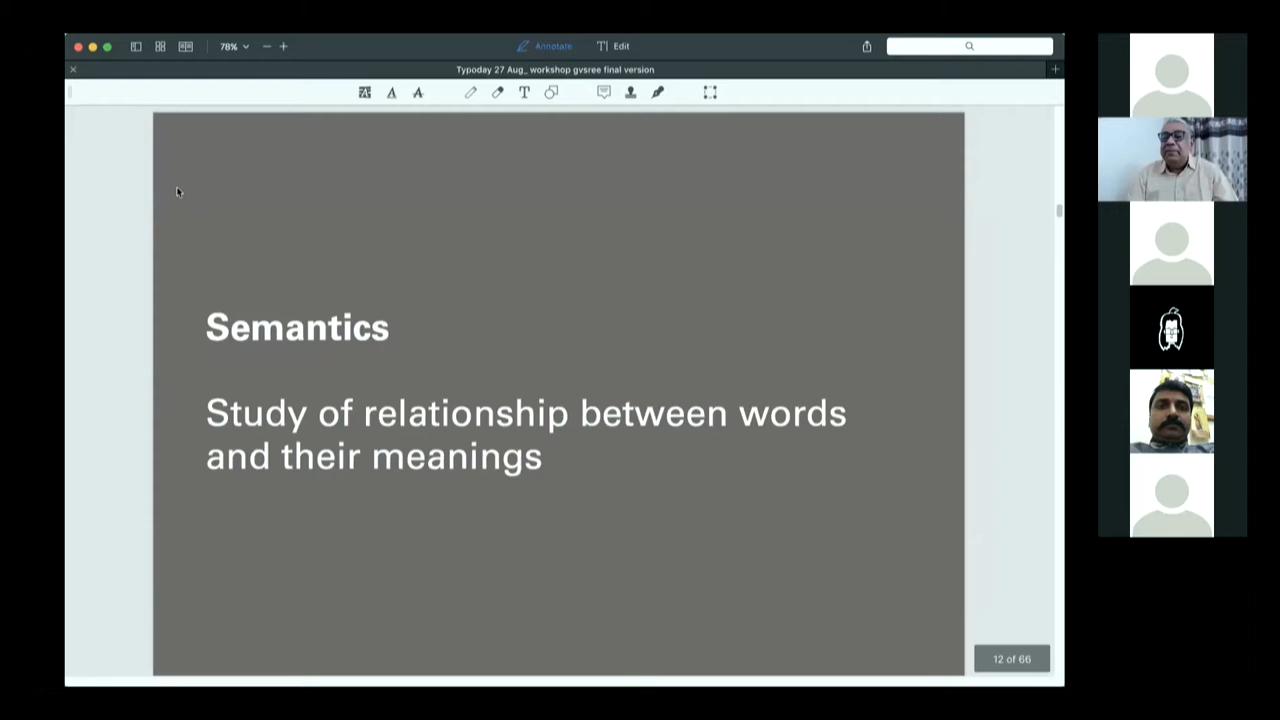 78%
Annotate
Edit
Typoday 27 Aug_ workshop gvsree final version
Semantics
Study of relationship between words
and their meanings
12 of 66